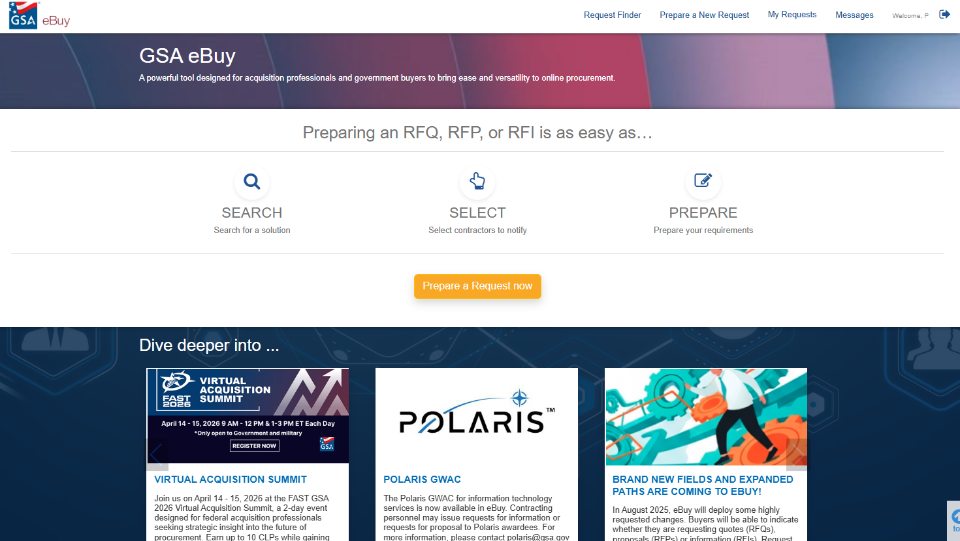 GSA eBuy
Request Finder Prepare a New Request My Requests Messages Welcome, P
GSA eBuy
A powerful tool designed for acquisition professionals and government buyers to bring ease and versatility to online procurement.
Preparing an RFQ, RFP, or RFI is as easy as…
SEARCH SELECT PREPARE
Search for a solution Select contractors to notify Prepare your requirements
Prepare a Request now
Dive deeper into ...
FAST 2026
VIRTUAL
ACQUISITION
SUMMIT
April 14 - 15, 2026 9 AM - 12 PM & 1-3 PM ET Each Day
*Only open to Government and military
REGISTER NOW
GSA
VIRTUAL ACQUISITION SUMMIT
Join us on April 14 - 15, 2026 at the FAST GSA
2026 Virtual Acquisition Summit, a 2-day event
designed for federal acquisition professionals
seeking strategic insight into the future of
procurement. Earn up to 10 CLPs while gaining
POLARIS™
POLARIS GWAC
The Polaris GWAC for information technology
services is now available in eBuy. Contracting
personnel may issue requests for information or
requests for proposal to Polaris awardees. For
more information, please contact polaris@gsa.gov
BRAND NEW FIELDS AND EXPANDED
PATHS ARE COMING TO EBUY!
In August 2025, eBuy will deploy some highly
requested changes. Buyers will be able to indicate
whether they are requesting quotes (RFQs),
proposals (RFPs) or information (RFIs). Request
to